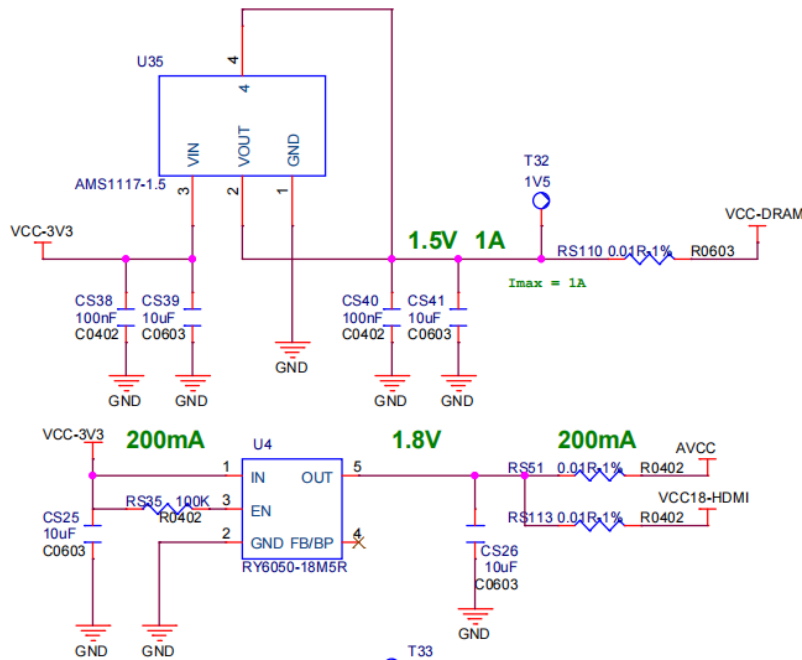 4
U35
4
VIN
VOUT
GND
AMS1117-1.5
3
2
1
T32
1V5
VCC-3V3
1.5V 1A
RS110 0.01R-1% R0603
VCC-DRAM
Imax = 1A
CS38
100nF
C0402
CS39
10uF
C0603
CS40
100nF
C0402
CS41
10uF
C0603
GND
GND
GND
GND
GND
VCC-3V3
200mA
U4
1.8V
200mA
AVCC
1
IN
OUT
5
RS51 0.01R-1% R0402
RS35 100K
R0402
3
EN
VCC18-HDMI
RS113 0.01R-1% R0402
CS25
10uF
C0603
2
GND
FB/BP
4
RY6050-18M5R
CS26
10uF
C0603
GND
GND
GND
T33